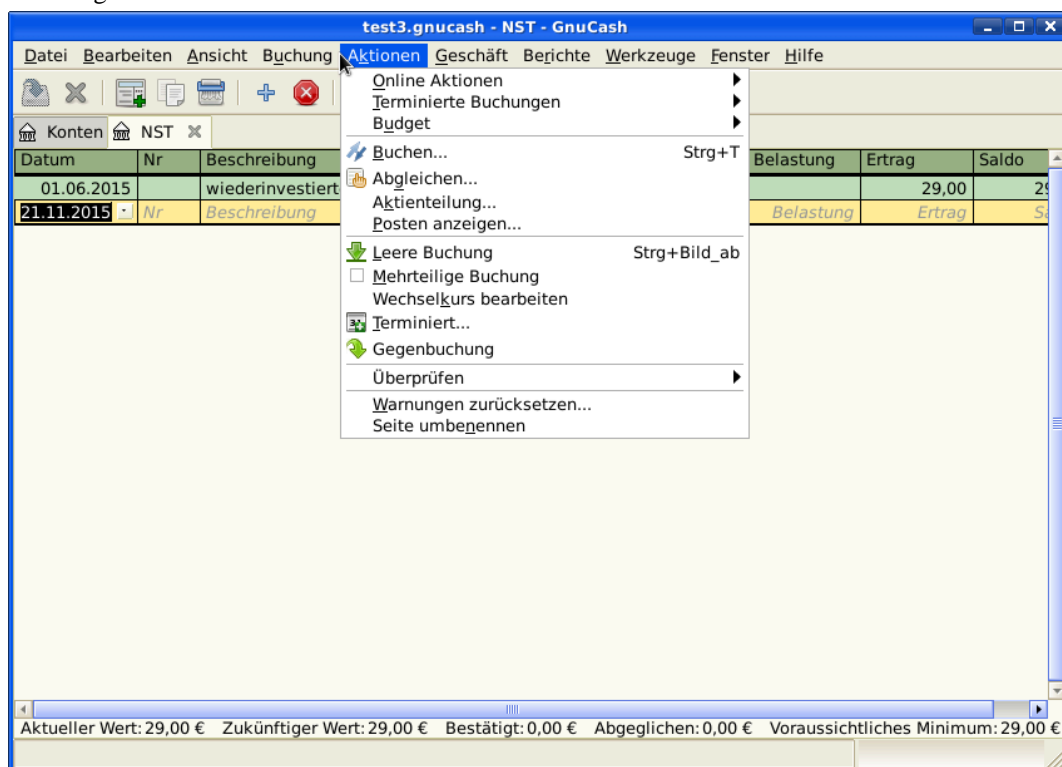 test3.gnucash - NST - GnuCash
Datei Bearbeiten Ansicht Buchung Aktionen Geschäft Berichte Werkzeuge Fenster Hilfe
Konten NST
Datum Nr Beschreibung Belastung Ertrag Saldo
01.06.2015 wiederinvestiert 29,00 29
21.11.2015 Nr Beschreibung Belastung Ertrag Sa
Online Aktionen
Terminierte Buchungen
Budget
Buchen... Strg+T
Abgleichen...
Aktienteilung...
Posten anzeigen...
Leere Buchung Strg+Bild_ab
Mehrteilige Buchung
Wechselkurs bearbeiten
Terminiert...
Gegenbuchung
Überprüfen
Warnungen zurücksetzen...
Seite umbenennen
Aktueller Wert: 29,00 € Zukünftiger Wert: 29,00 € Bestätigt: 0,00 € Abgeglichen: 0,00 € Voraussichtliches Minimum: 29,00 €